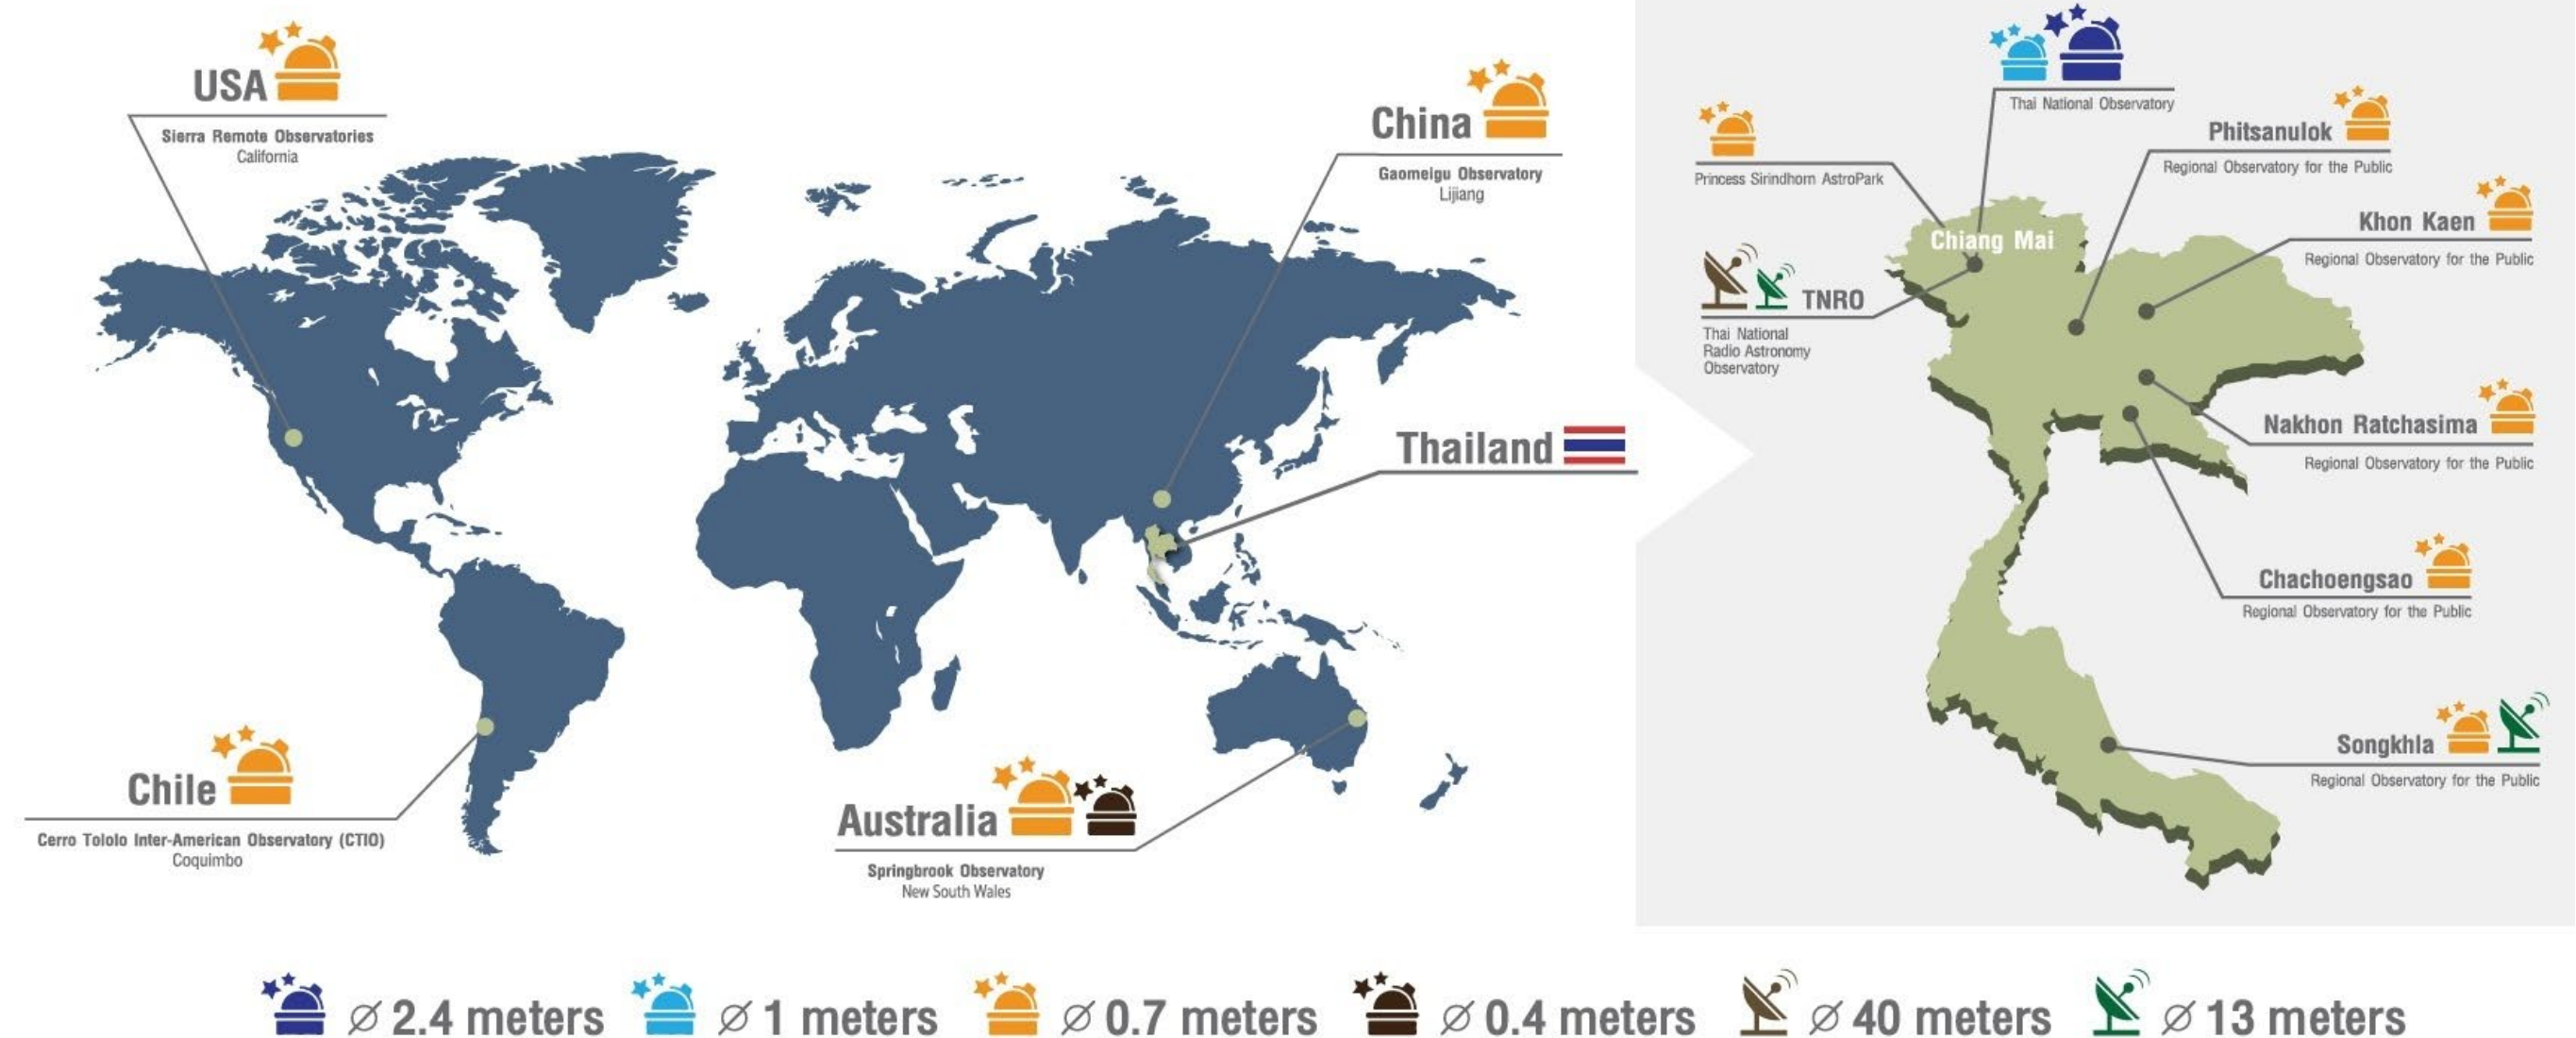 USA
Sierra Remote Observatories
California
China
Gaomeigu Observatory
Lijiang
Thailand
Chile
Cerro Tololo Inter-American Observatory (CTIO)
Coquimbo
Australia
Springbrook Observatory
New South Wales
Thai National Observatory
Princess Sirindhorn AstroPark
Phitsanulok
Regional Observatory for the Public
Khon Kaen
Regional Observatory for the Public
Chiang Mai
TNRO
Thai National
Radio Astronomy
Observatory
Nakhon Ratchasima
Regional Observatory for the Public
Chachoengsao
Regional Observatory for the Public
Songkhla
Regional Observatory for the Public
∅ 2.4 meters
∅ 1 meters
∅ 0.7 meters
∅ 0.4 meters
∅ 40 meters
∅ 13 meters